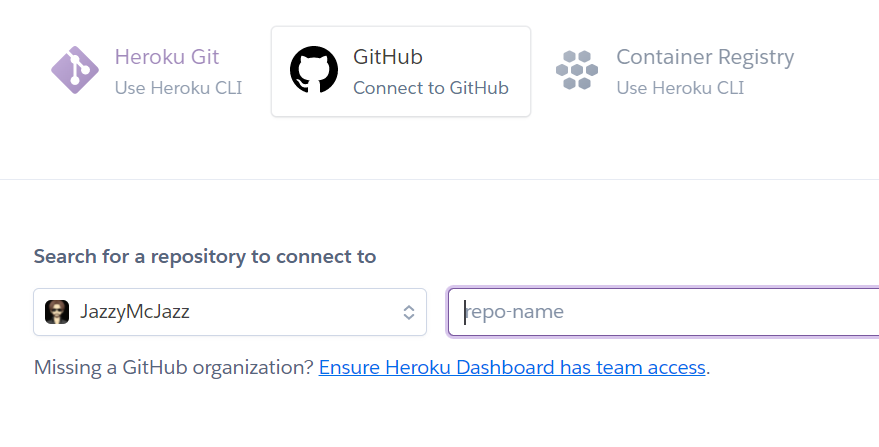 Heroku Git
Use Heroku CLI
GitHub
Connect to GitHub
Container Registry
Use Heroku CLI
Search for a repository to connect to
JazzyMcJazz
repo-name
Missing a GitHub organization? Ensure Heroku Dashboard has team access.